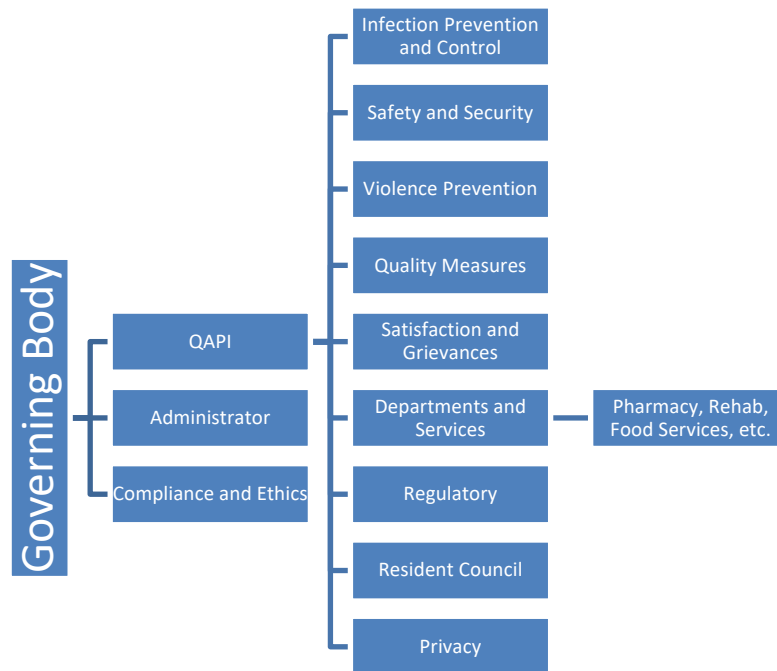 Governing Body
QAPI
Administrator
Compliance and Ethics
Infection Prevention
and Control
Safety and Security
Violence Prevention
Quality Measures
Satisfaction and
Grievances
Departments and
Services
Regulatory
Resident Council
Privacy
Pharmacy, Rehab,
Food Services, etc.